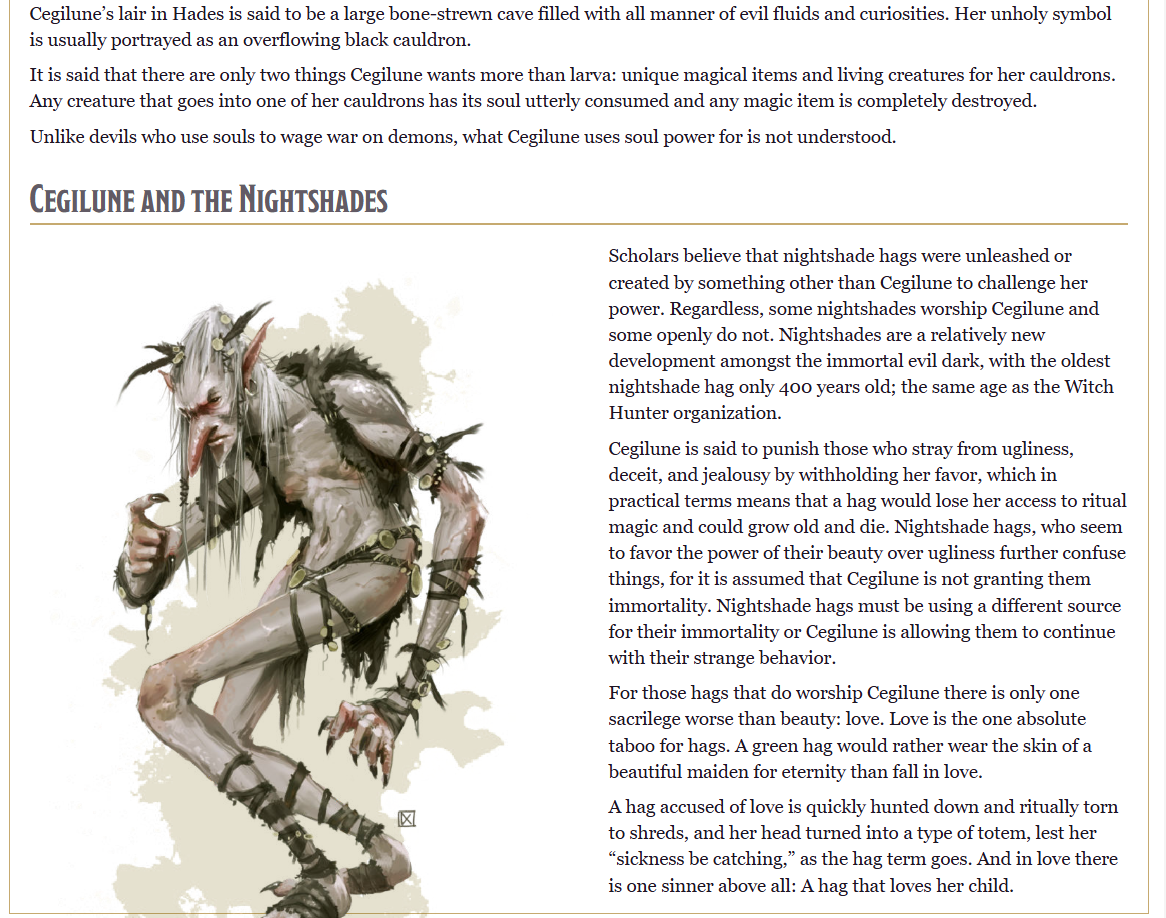 Cegilune’s lair in Hades is said to be a large bone-strewn cave filled with all manner of evil fluids and curiosities. Her unholy symbol
is usually portrayed as an overflowing black cauldron.
It is said that there are only two things Cegilune wants more than larva: unique magical items and living creatures for her cauldrons.
Any creature that goes into one of her cauldrons has its soul utterly consumed and any magic item is completely destroyed.
Unlike devils who use souls to wage war on demons, what Cegilune uses soul power for is not understood.
Cegilune and the Nightshades
Scholars believe that nightshade hags were unleashed or
created by something other than Cegilune to challenge her
power. Regardless, some nightshades worship Cegilune and
some openly do not. Nightshades are a relatively new
development amongst the immortal evil dark, with the oldest
nightshade hag only 400 years old; the same age as the Witch
Hunter organization.
Cegilune is said to punish those who stray from ugliness,
deceit, and jealousy by withholding her favor, which in
practical terms means that a hag would lose her access to ritual
magic and could grow old and die. Nightshade hags, who seem
to favor the power of their beauty over ugliness further confuse
things, for it is assumed that Cegilune is not granting them
immortality. Nightshade hags must be using a different source
for their immortality or Cegilune is allowing them to continue
with their strange behavior.
For those hags that do worship Cegilune there is only one
sacrilege worse than beauty: love. Love is the one absolute
taboo for hags. A green hag would rather wear the skin of a
beautiful maiden for eternity than fall in love.
A hag accused of love is quickly hunted down and ritually torn
to shreds, and her head turned into a type of totem, lest her
“sickness be catching,” as the hag term goes. And in love there
is one sinner above all: A hag that loves her child.